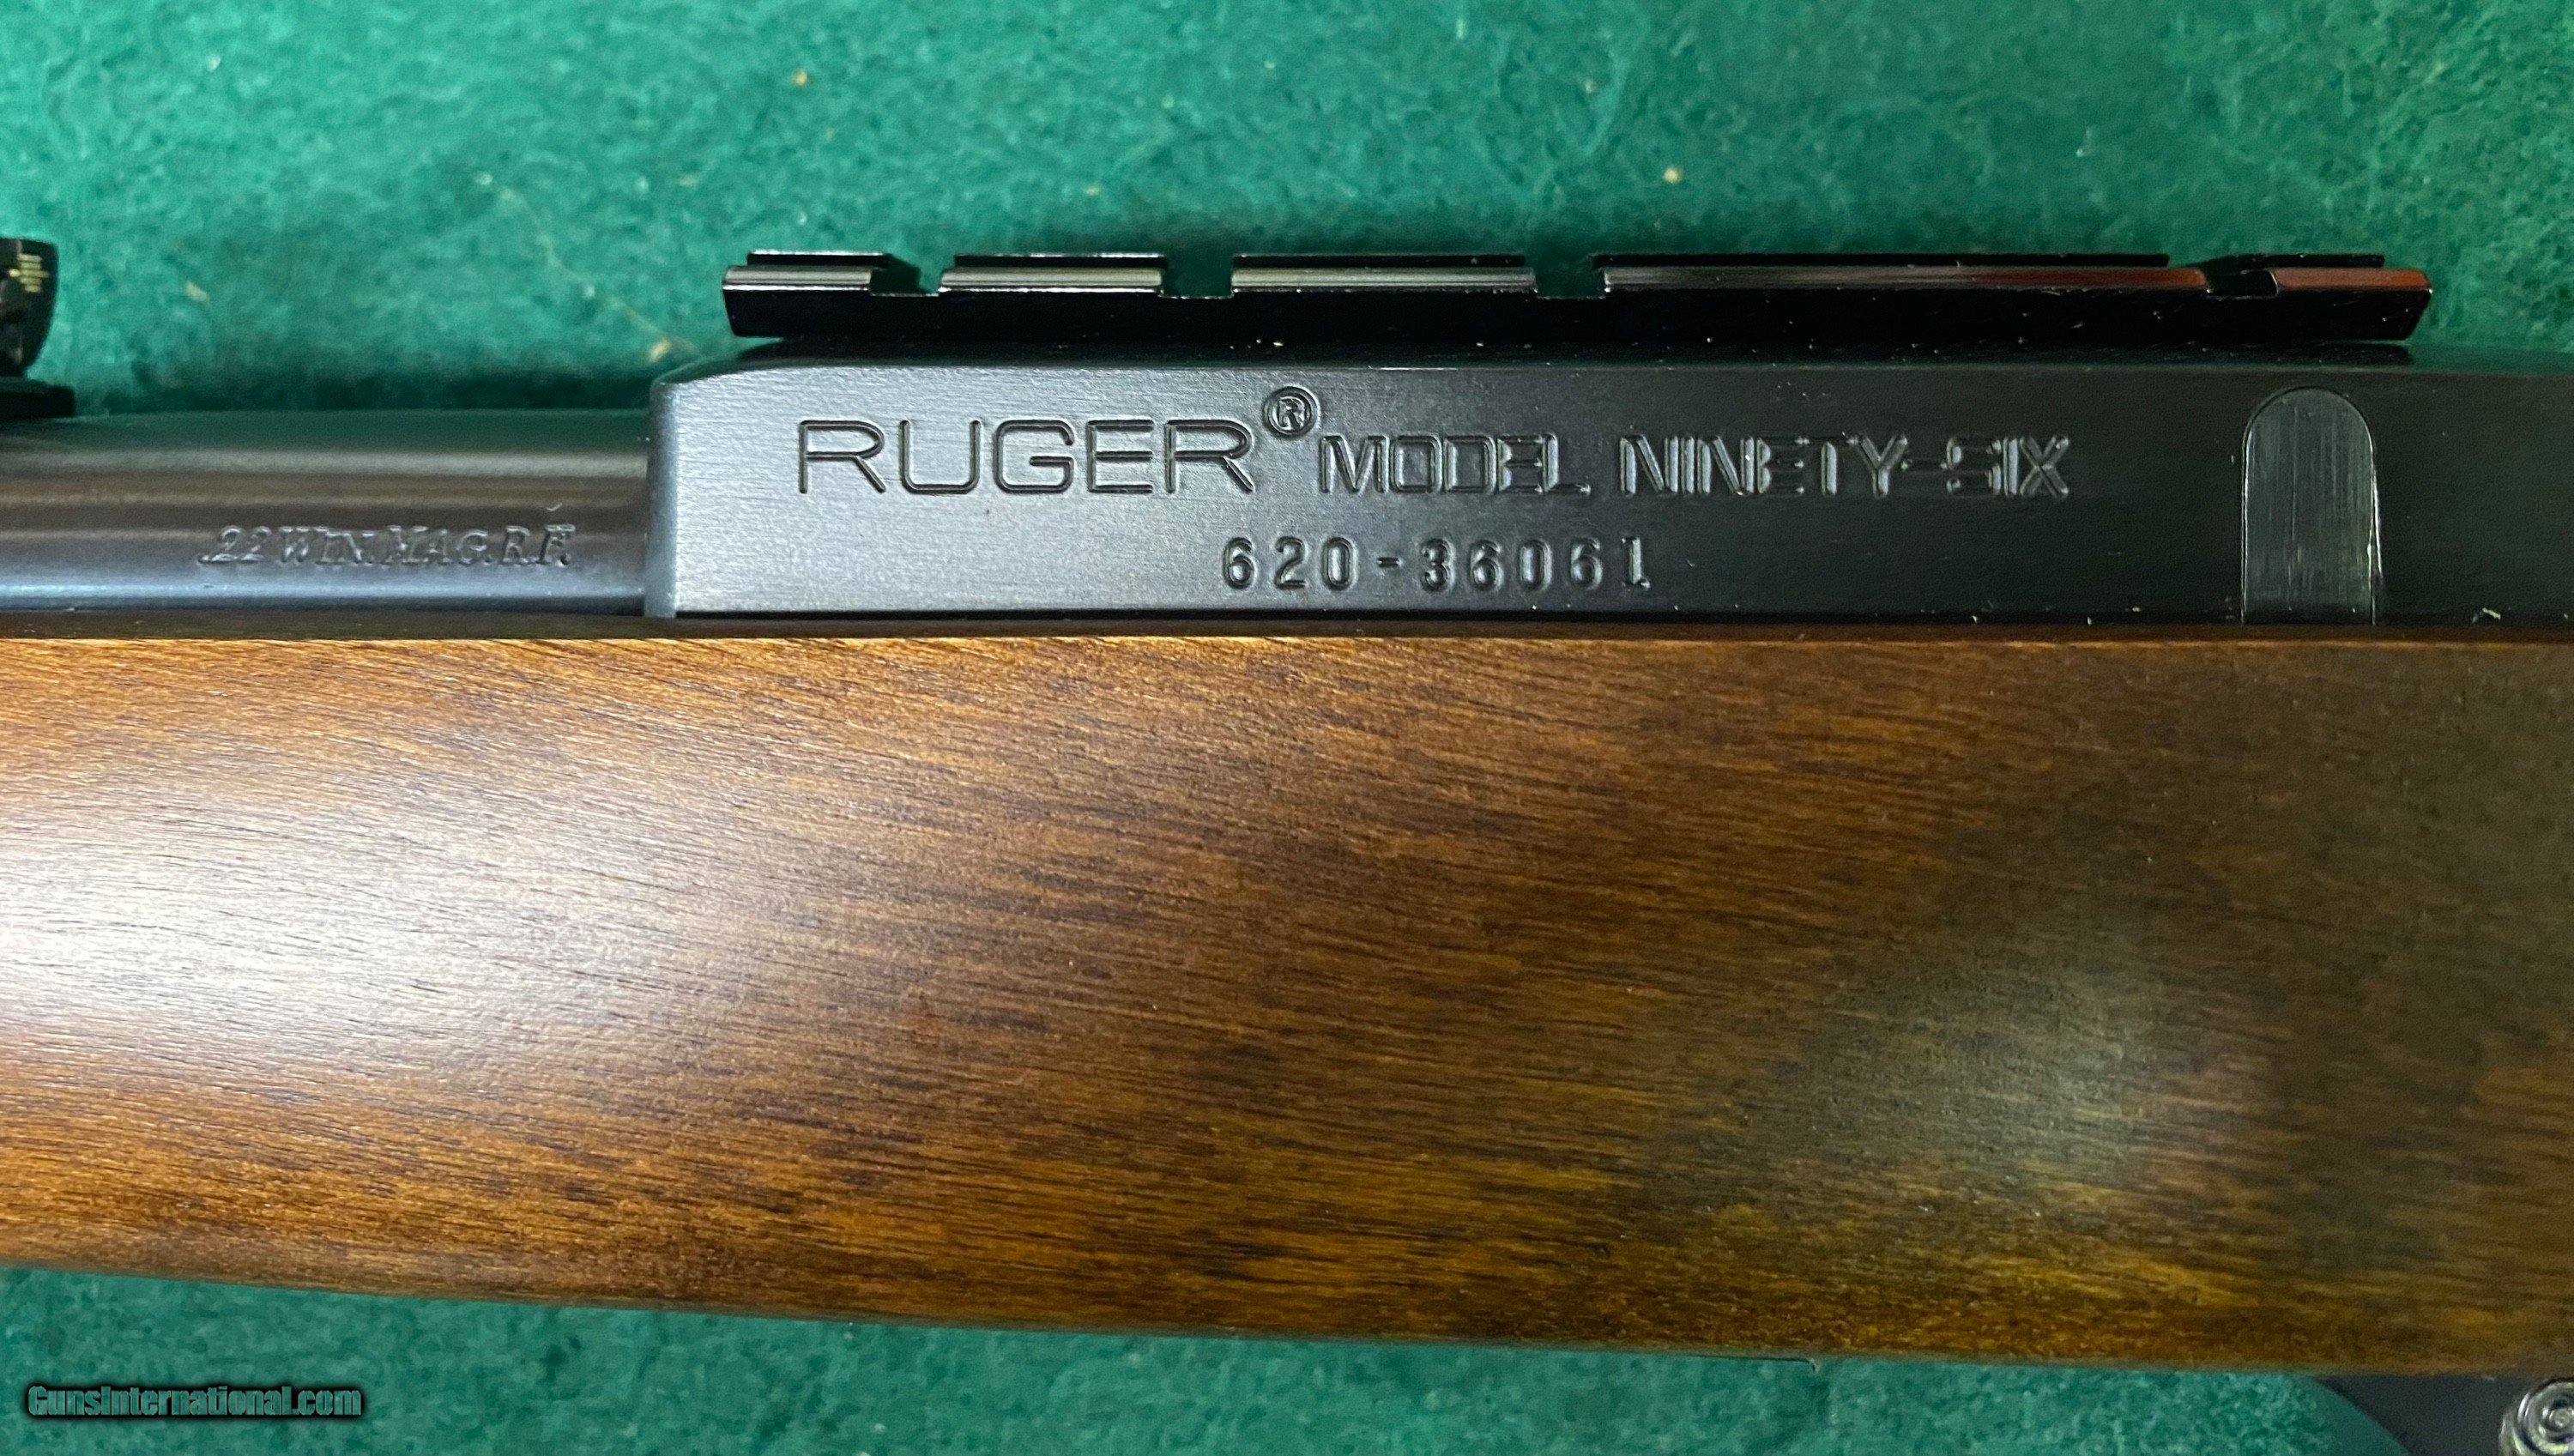 RUGER® MODEL NINETY-SIX
620-36061
.22 WIN. MAG. R.F.
GunsInternational.com